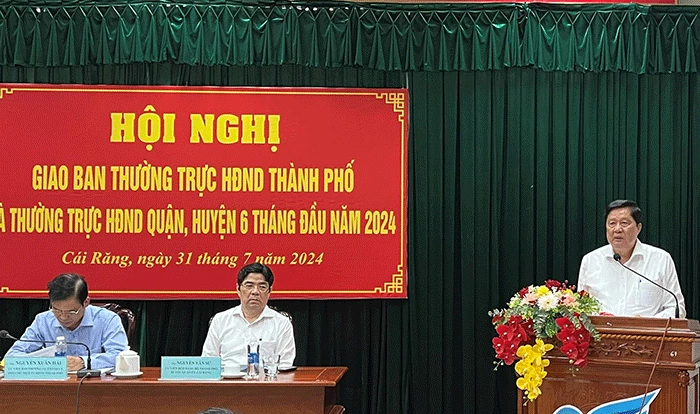 HỘI NGHỊ
GIAO BAN THƯỜNG TRỰC HĐND THÀNH PHỐ
À THƯỜNG TRỰC HĐND QUẬN, HUYỆN 6 THÁNG ĐẦU NĂM 2024
Cái Răng, ngày 31 tháng 7 năm 2024
NGUYỄN XUÂN HẢI
NGUYỄN VĂN SỬ